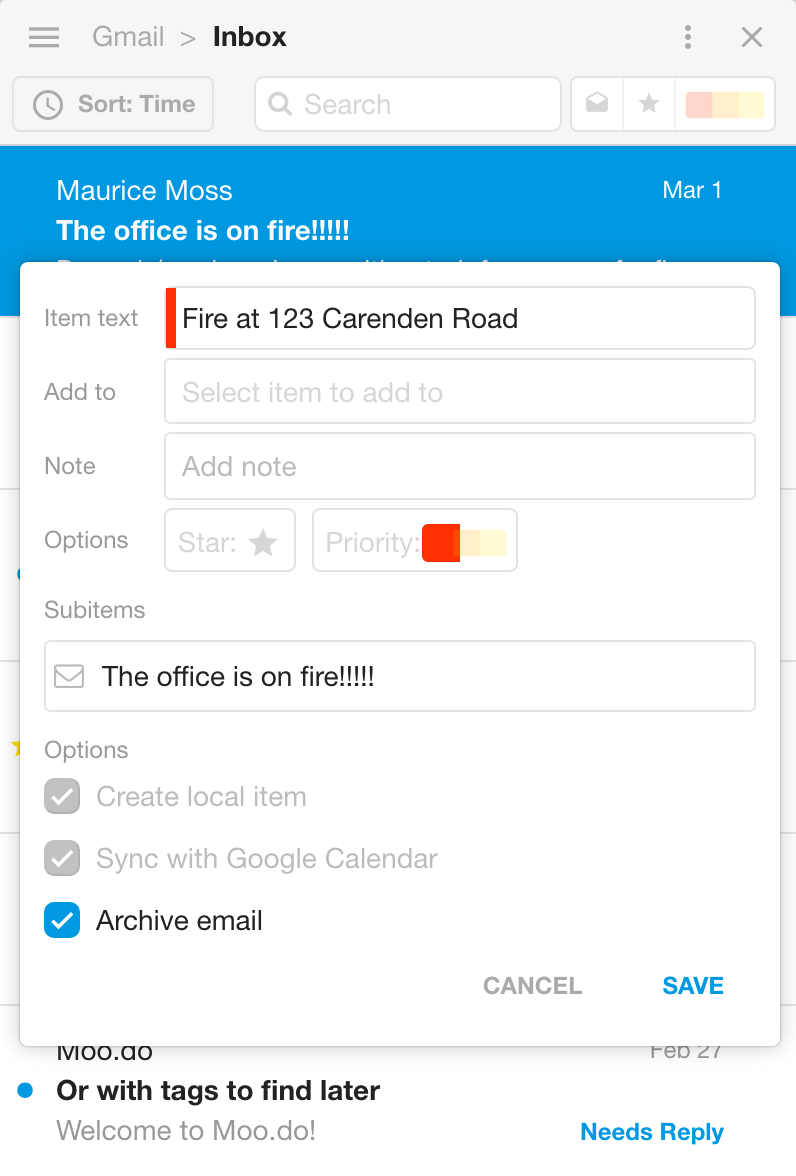 Gmail > Inbox
Sort: Time
Search
Maurice Moss
Mar 1
The office is on fire!!!!!
Item text
Fire at 123 Carenden Road
Add to
Select item to add to
Note
Add note
Options
Star:
Priority:
Subitems
The office is on fire!!!!!
Options
Create local item
Sync with Google Calendar
Archive email
CANCEL
SAVE
Moo.do
Feb 27
Or with tags to find later
Welcome to Moo.do!
Needs Reply